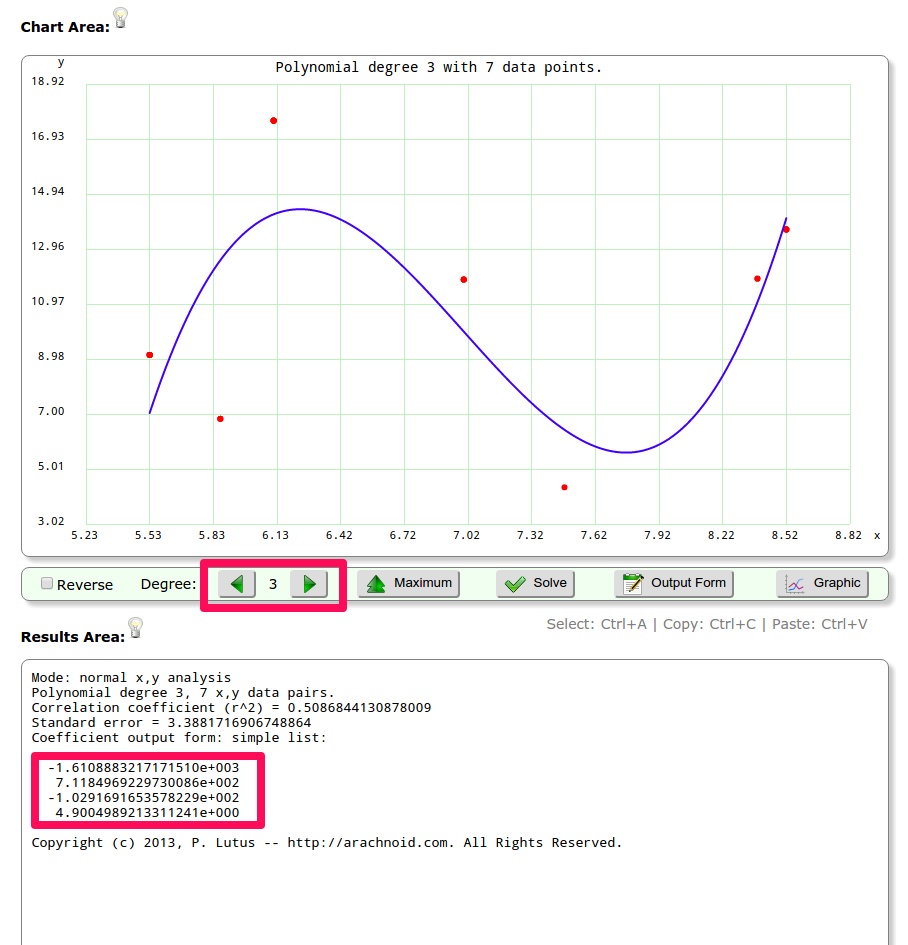 Chart Area:
y
Polynomial degree 3 with 7 data points.
18.92
16.93
14.94
12.96
10.97
8.98
7.00
5.01
3.02
5.23 5.53 5.83 6.13 6.42 6.72 7.02 7.32 7.62 7.92 8.22 8.52 8.82 x
Reverse Degree: 3 Maximum Solve Output Form Graphic
Select: Ctrl+A | Copy: Ctrl+C | Paste: Ctrl+V
Results Area:
Mode: normal x,y analysis
Polynomial degree 3, 7 x,y data pairs.
Correlation coefficient (r^2) = 0.5086844130878009
Standard error = 3.3881716906748864
Coefficient output form: simple list:
-1.6108883217171510e+003
7.1184969229730086e+002
-1.0291691653578229e+002
4.9004989213311241e+000
Copyright (c) 2013, P. Lutus -- http://arachnoid.com. All Rights Reserved.